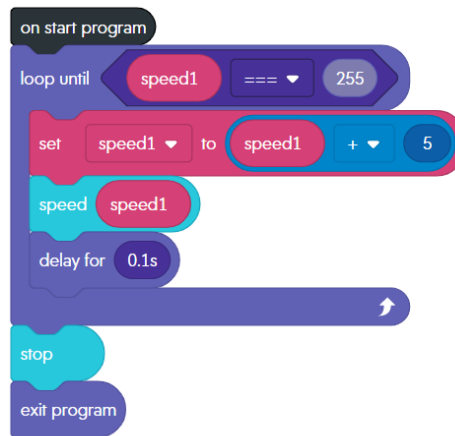 on start program
loop until speed1 === 255
set speed1 to speed1 + 5
speed speed1
delay for 0.1s
stop
exit program